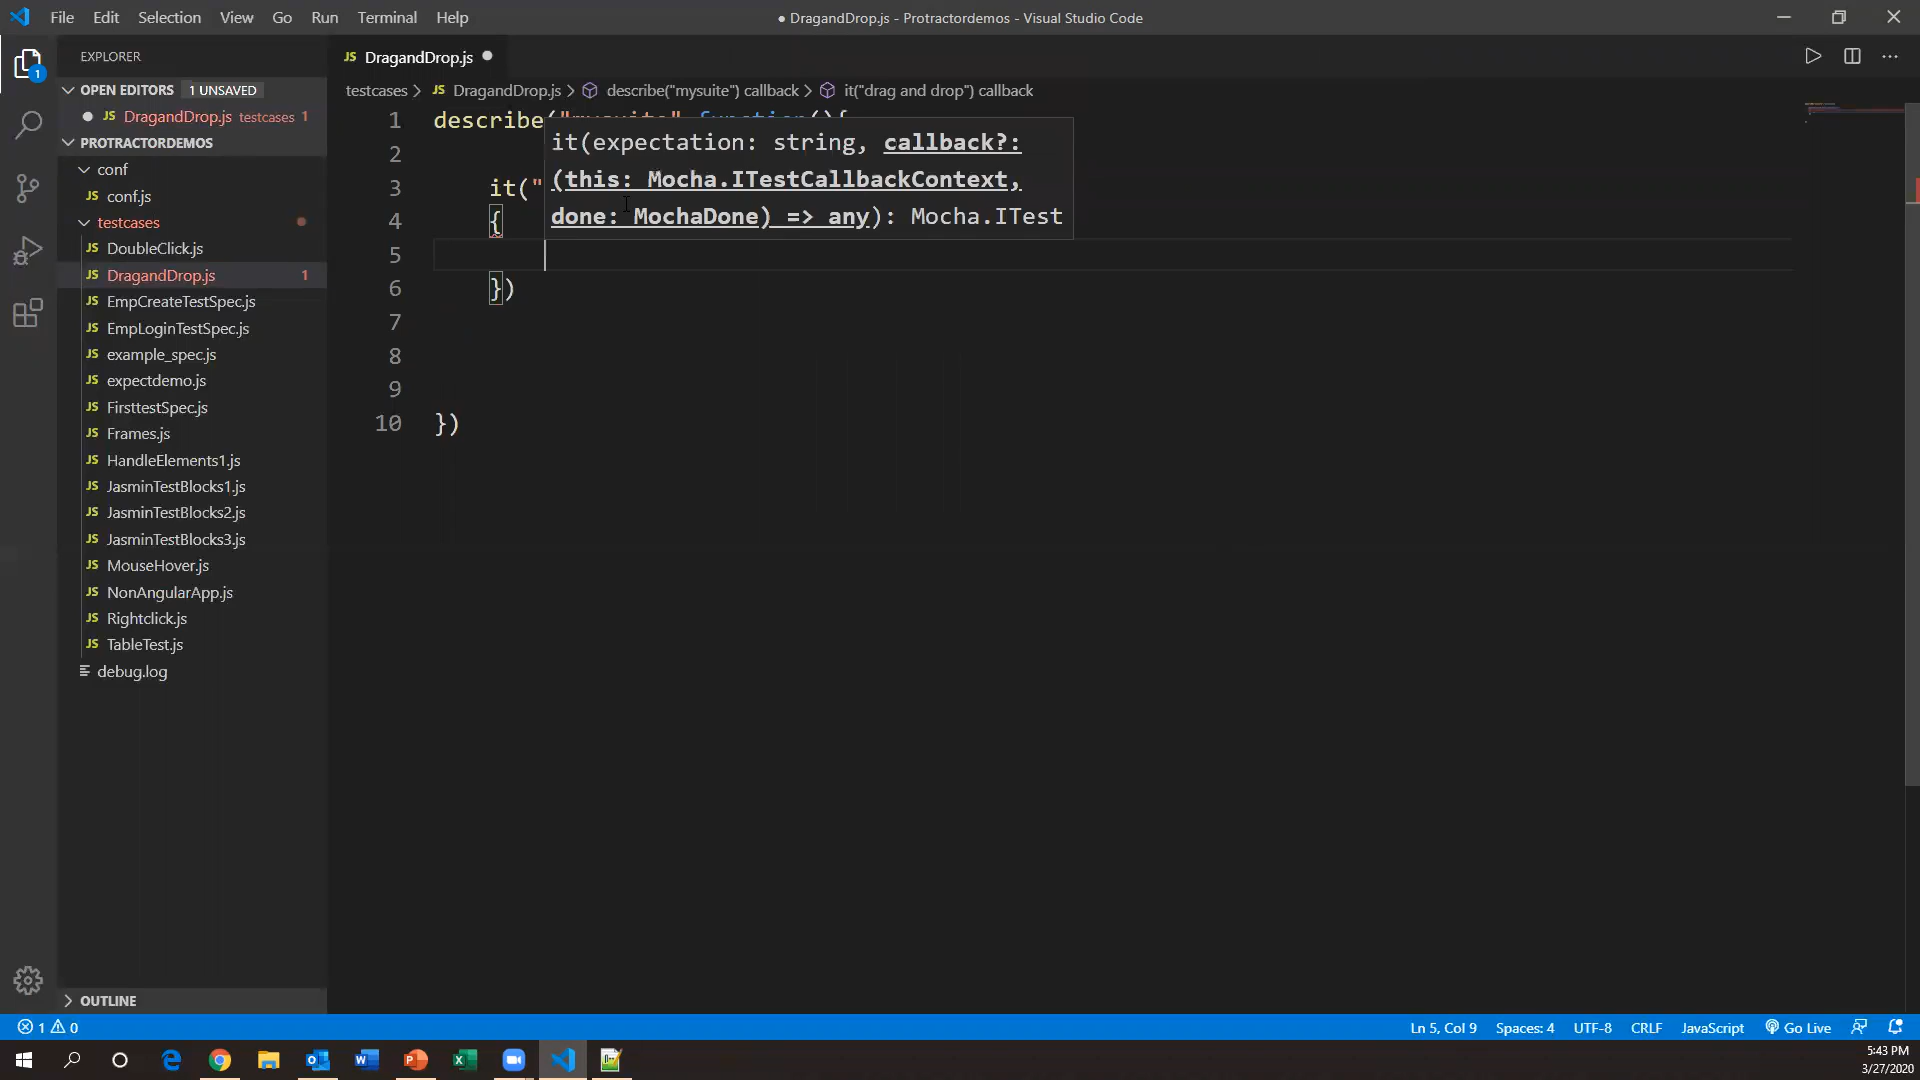 File Edit Selection View Go Run Terminal Help
● DragandDrop.js - Protractordemos - Visual Studio Code
EXPLORER
OPEN EDITORS 1 UNSAVED
JS DragandDrop.js testcases 1
PROTRACTORDEMOS
conf
JS conf.js
testcases
JS DoubleClick.js
JS DragandDrop.js 1
JS EmpCreateTestSpec.js
JS EmpLoginTestSpec.js
JS example_spec.js
JS expectdemo.js
JS FirsttestSpec.js
JS Frames.js
JS HandleElements1.js
JS JasminTestBlocks1.js
JS JasminTestBlocks2.js
JS JasminTestBlocks3.js
JS MouseHover.js
JS NonAngularApp.js
JS Rightclick.js
JS TableTest.js
debug.log
OUTLINE
JS DragandDrop.js
testcases > JS DragandDrop.js > describe("mysuite") callback > it("drag and drop") callback
1 describe("mysuite",function(){
2
3 it("
4 {
5
6 })
7
8
9
10 })
it(expectation: string, callback?:
(this: Mocha.ITestCallbackContext,
done: MochaDone) => any): Mocha.ITest
1 0
Ln 5, Col 9 Spaces: 4 UTF-8 CRLF JavaScript Go Live
5:43 PM
3/27/2020